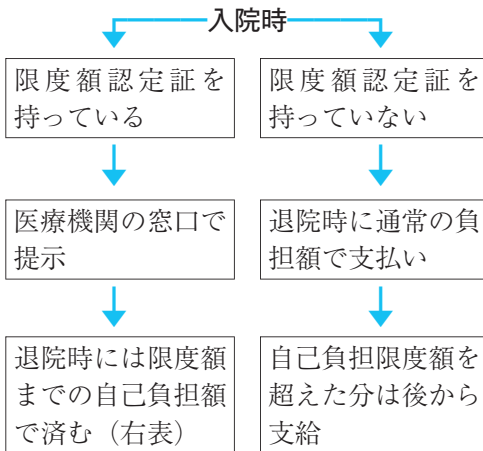 入院時
限度額認定証を
持っている
医療機関の窓口で
提示
退院時には限度額
までの自己負担額
で済む（右表）
限度額認定証を
持っていない
退院時に通常の負
担額で支払い
自己負担限度額を
超えた分は後から
支給